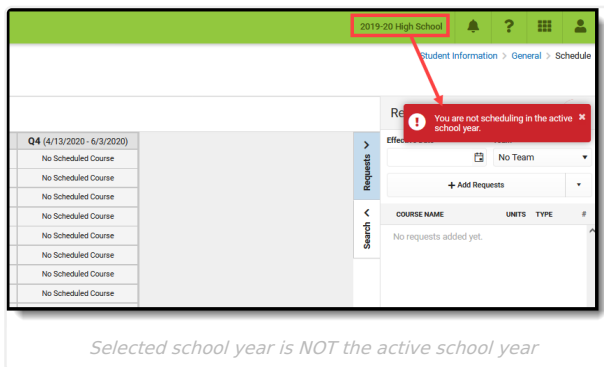 2019-20 High School
?
Student Information > General > Schedule
Re
You are not scheduling in the active
school year.
No Team
+ Add Requests
COURSE NAME UNITS TYPE #
No requests added yet.
Requests
Search
Q4 (4/13/2020 - 6/3/2020)
No Scheduled Course
No Scheduled Course
No Scheduled Course
No Scheduled Course
No Scheduled Course
No Scheduled Course
No Scheduled Course
No Scheduled Course
Selected school year is NOT the active school year